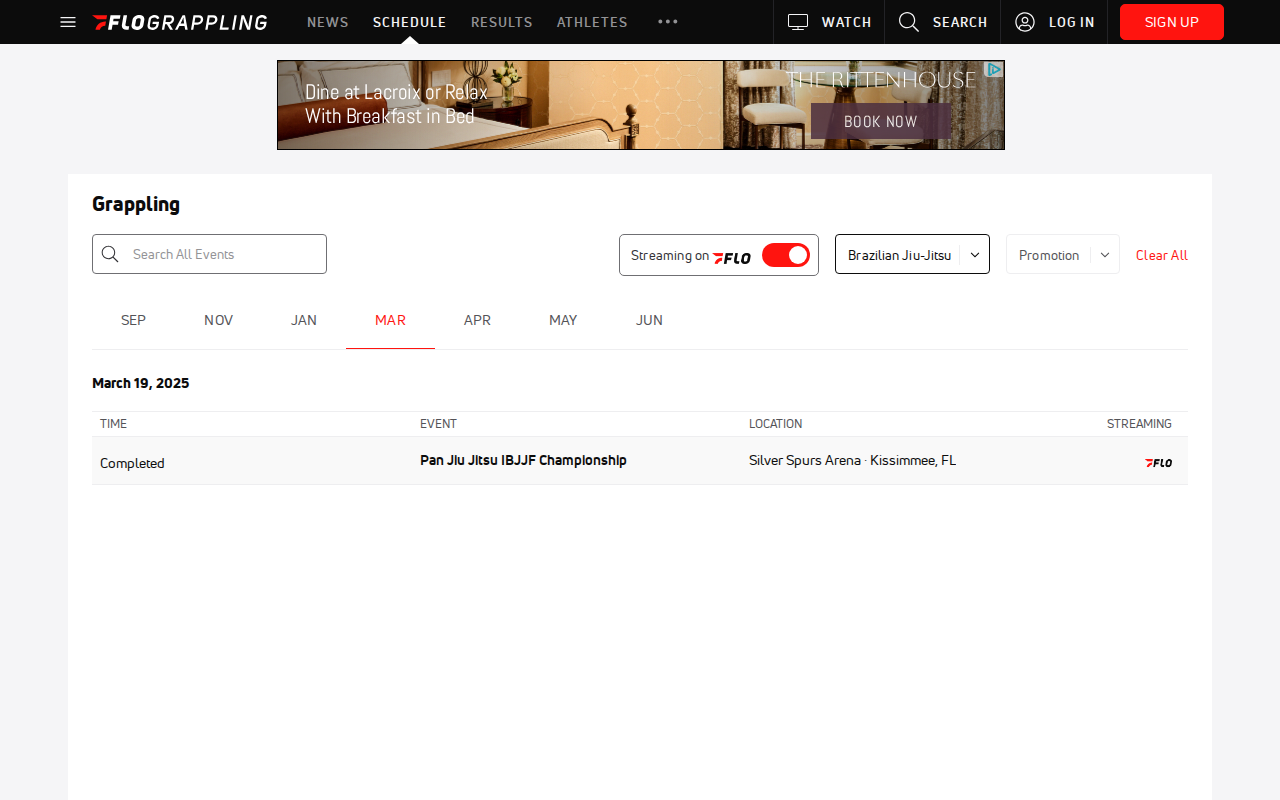 FLOGRAPPLING
NEWS
SCHEDULE
RESULTS
ATHLETES
WATCH
SEARCH
LOG IN
SIGN UP
Dine at Lacroix or Relax
With Breakfast in Bed
THE RITTENHOUSE
BOOK NOW
Grappling
Search All Events
Streaming on FLO
Brazilian Jiu-Jitsu
Promotion
Clear All
SEP
NOV
JAN
MAR
APR
MAY
JUN
March 19, 2025
TIME
EVENT
LOCATION
STREAMING
Completed
Pan Jiu Jitsu IBJJF Championship
Silver Spurs Arena · Kissimmee, FL
FLO